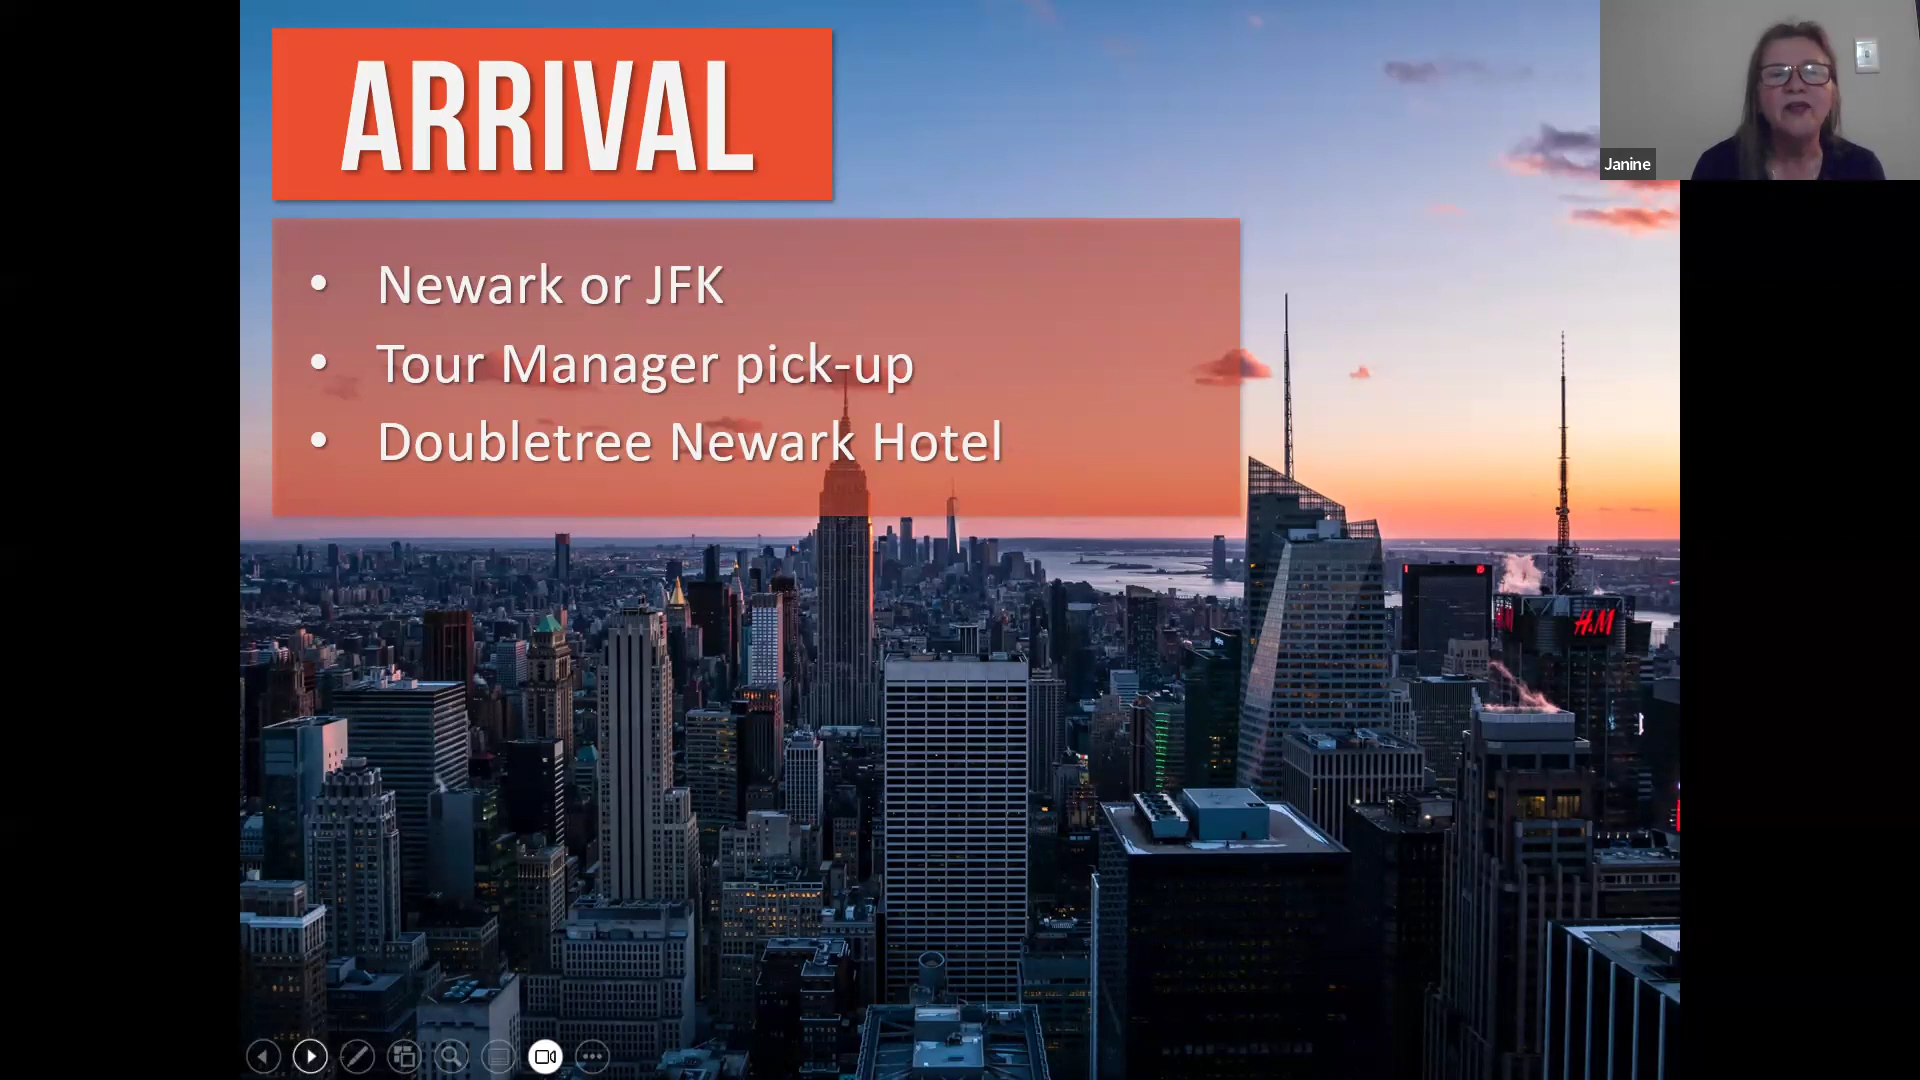 ARRIVAL
Janine
• Newark or JFK
• Tour Manager pick-up
• Doubletree Newark Hotel
H&M